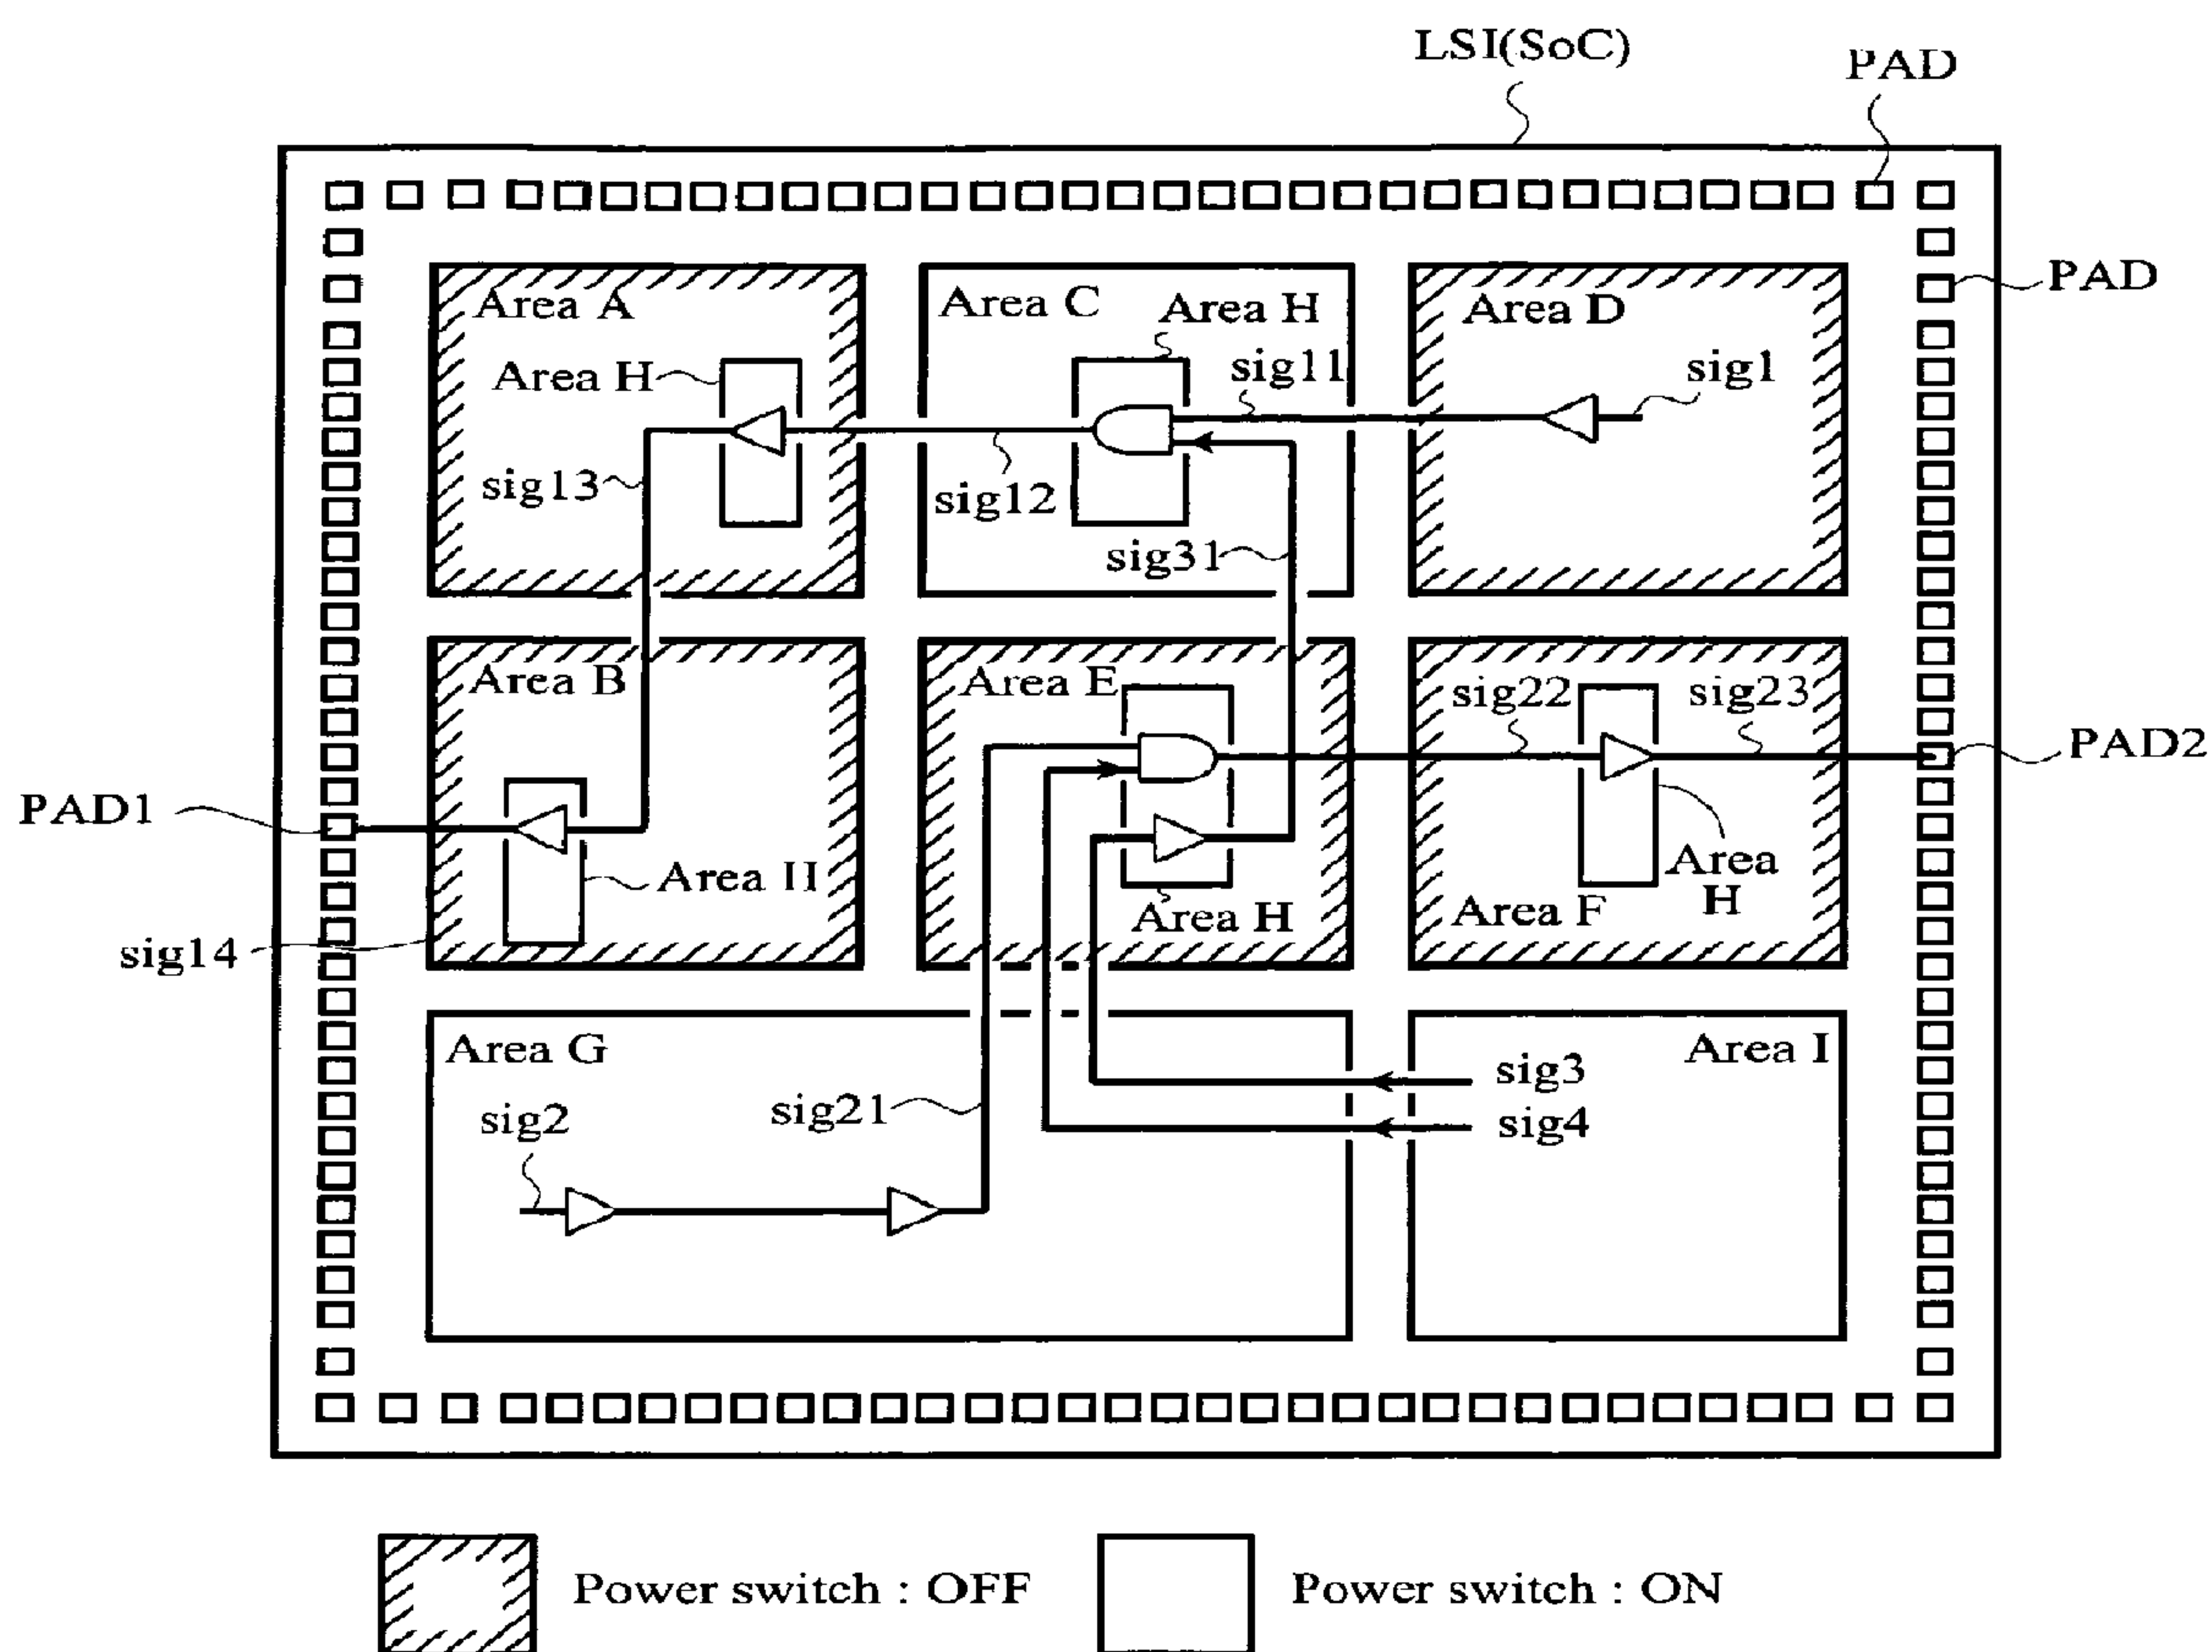 LSI(SoC)
PAD
PAD
Area A
Area H
sig13
Area C
Area H
sig11
sig12
sig31
Area D
sig1
Area B
Area H
PAD1
sig14
Area E
Area H
sig22
sig23
Area
H
Area F
PAD2
Area G
sig2
sig21
Area I
sig3
sig4
Power switch : OFF
Power switch : ON